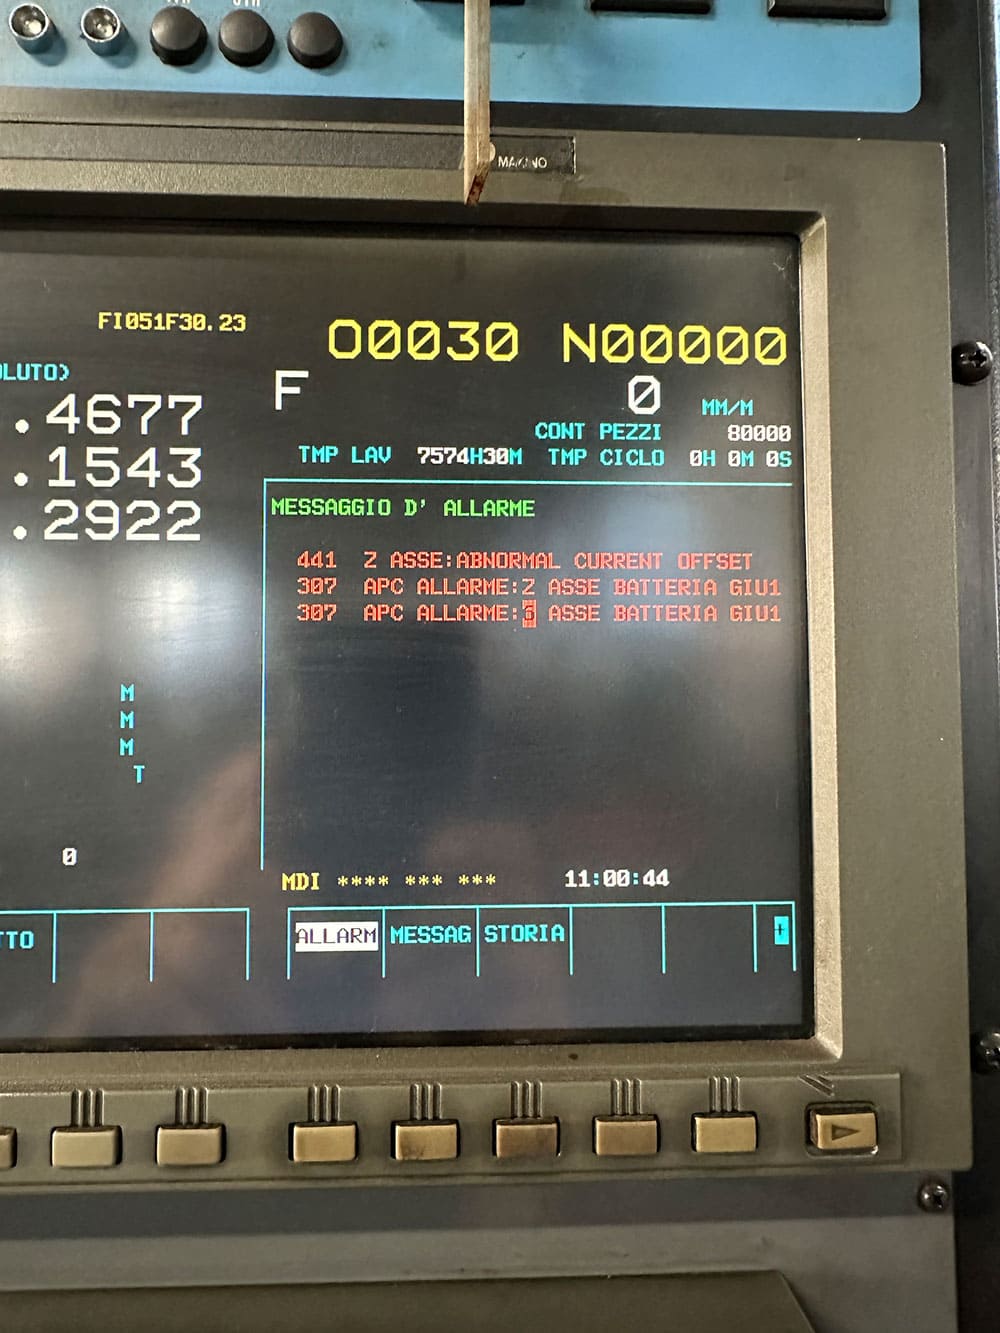 MAKINO
FI051F30.23
O0030 N00000
OLUTO)
F 0 MM/M
.4677
.1543
.2922
CONT PEZZI 80000
TMP LAV 7574H30M TMP CICLO 0H 0M 0S
MESSAGGIO D' ALLARME
441 Z ASSE:ABNORMAL CURRENT OFFSET
307 APC ALLARME:Z ASSE BATTERIA GIU1
307 APC ALLARME: ASSE BATTERIA GIU1
M
M
M
T
0
MDI **** *** ***
11:00:44
TTO
ALLARM MESSAG STORIA +